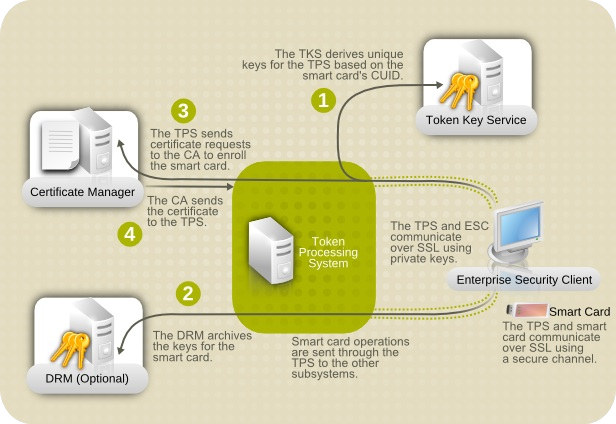 The TKS derives unique
keys for the TPS based on the
smart card's CUID.
1
Token Key Service
3
The TPS sends
certificate requests
to the CA to enroll
the smart card.
Certificate Manager
The CA sends
the certificate
to the TPS.
4
Token
Processing
System
The TPS and ESC
communicate
over SSL using
private keys.
Enterprise Security Client
Smart Card
The TPS and smart
card communicate
over SSL using
a secure channel.
2
The DRM archives
the keys for the
smart card.
DRM (Optional)
Smart card operations
are sent through the
TPS to the other
subsystems.